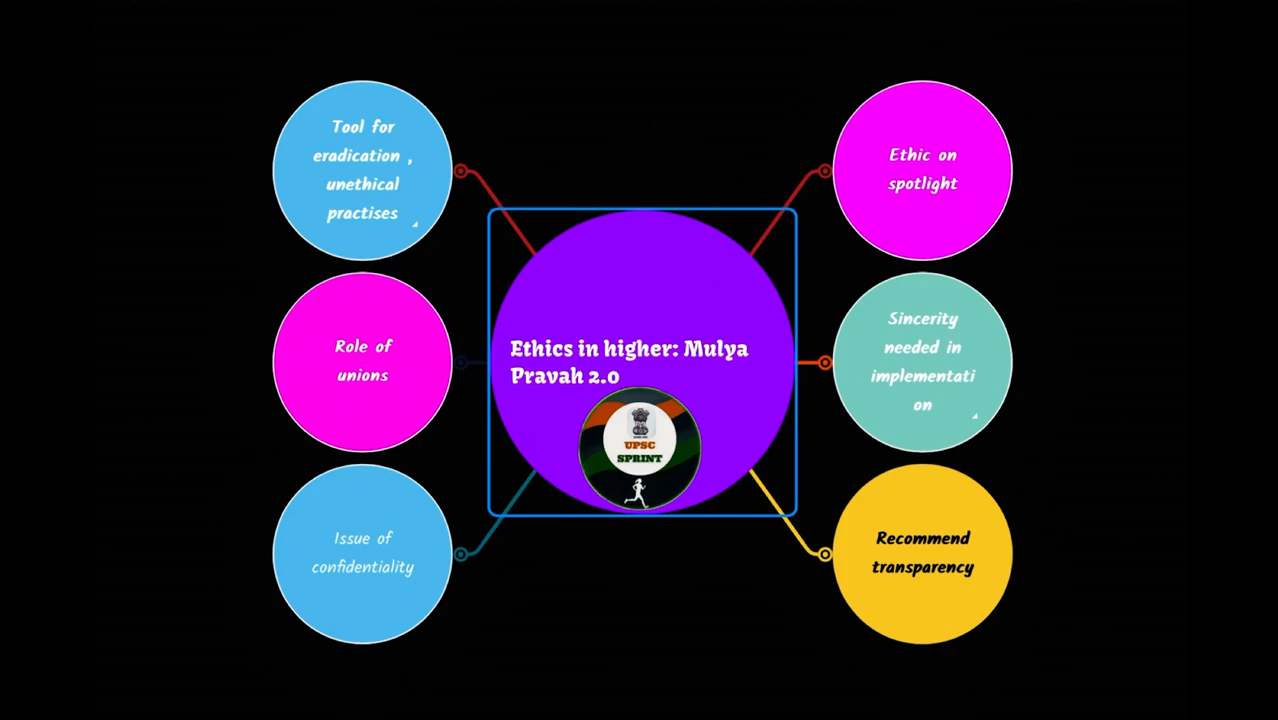 Tool for
eradication ,
unethical
practises
Ethic on
spotlight
Role of
unions
Ethics in higher: Mulya
Pravah 2.0
UPSC
SPRINT
Sincerity
needed in
implementati
on
Issue of
confidentiality
Recommend
transparency